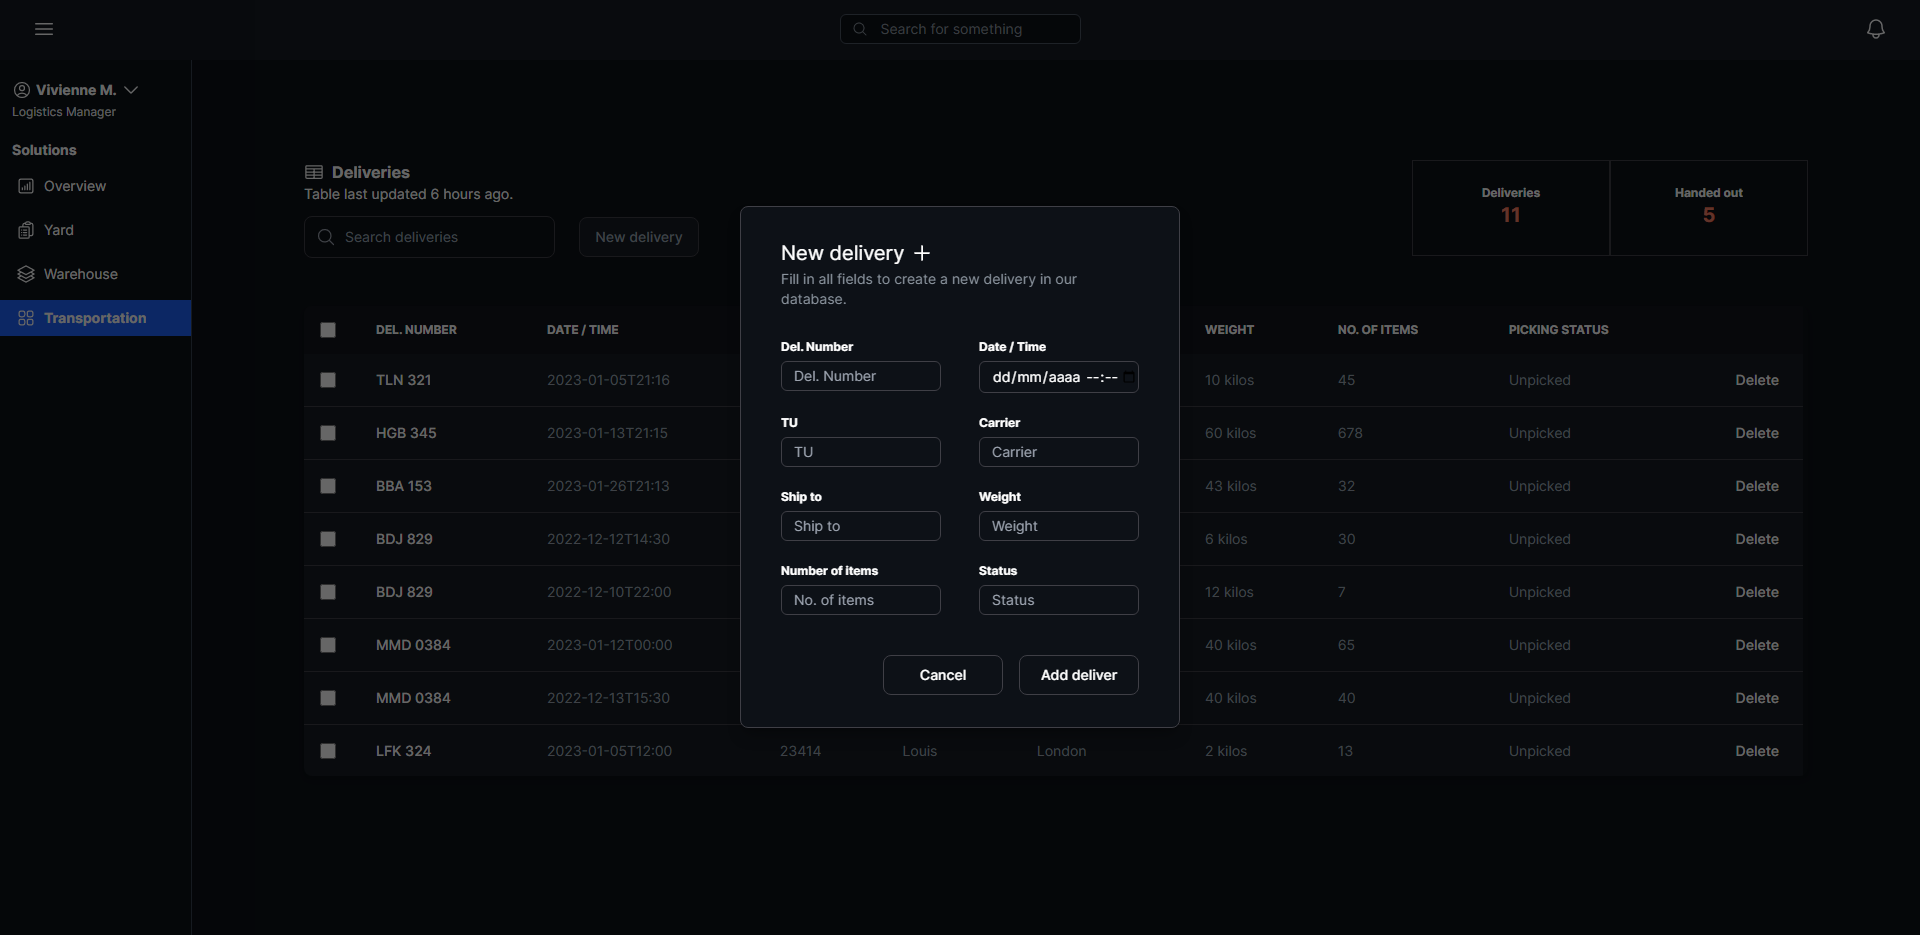 Search for something
Vivienne M.
Logistics Manager
Solutions
Overview
Yard
Warehouse
Transportation
Deliveries
Table last updated 6 hours ago.
Search deliveries
New delivery
Deliveries
11
Handed out
5
DEL. NUMBER DATE / TIME WEIGHT NO. OF ITEMS PICKING STATUS
TLN 321 2023-01-05T21:16 10 kilos 45 Unpicked Delete
HGB 345 2023-01-13T21:15 60 kilos 678 Unpicked Delete
BBA 153 2023-01-26T21:13 43 kilos 32 Unpicked Delete
BDJ 829 2022-12-12T14:30 6 kilos 30 Unpicked Delete
BDJ 829 2022-12-10T22:00 12 kilos 7 Unpicked Delete
MMD 0384 2023-01-12T00:00 40 kilos 65 Unpicked Delete
MMD 0384 2022-12-13T15:30 40 kilos 40 Unpicked Delete
LFK 324 2023-01-05T12:00 23414 Louis London 2 kilos 13 Unpicked Delete
New delivery +
Fill in all fields to create a new delivery in our
database.
Del. Number
Del. Number
Date / Time
dd/mm/aaaa --:--
TU
TU
Carrier
Carrier
Ship to
Ship to
Weight
Weight
Number of items
No. of items
Status
Status
Cancel
Add deliver